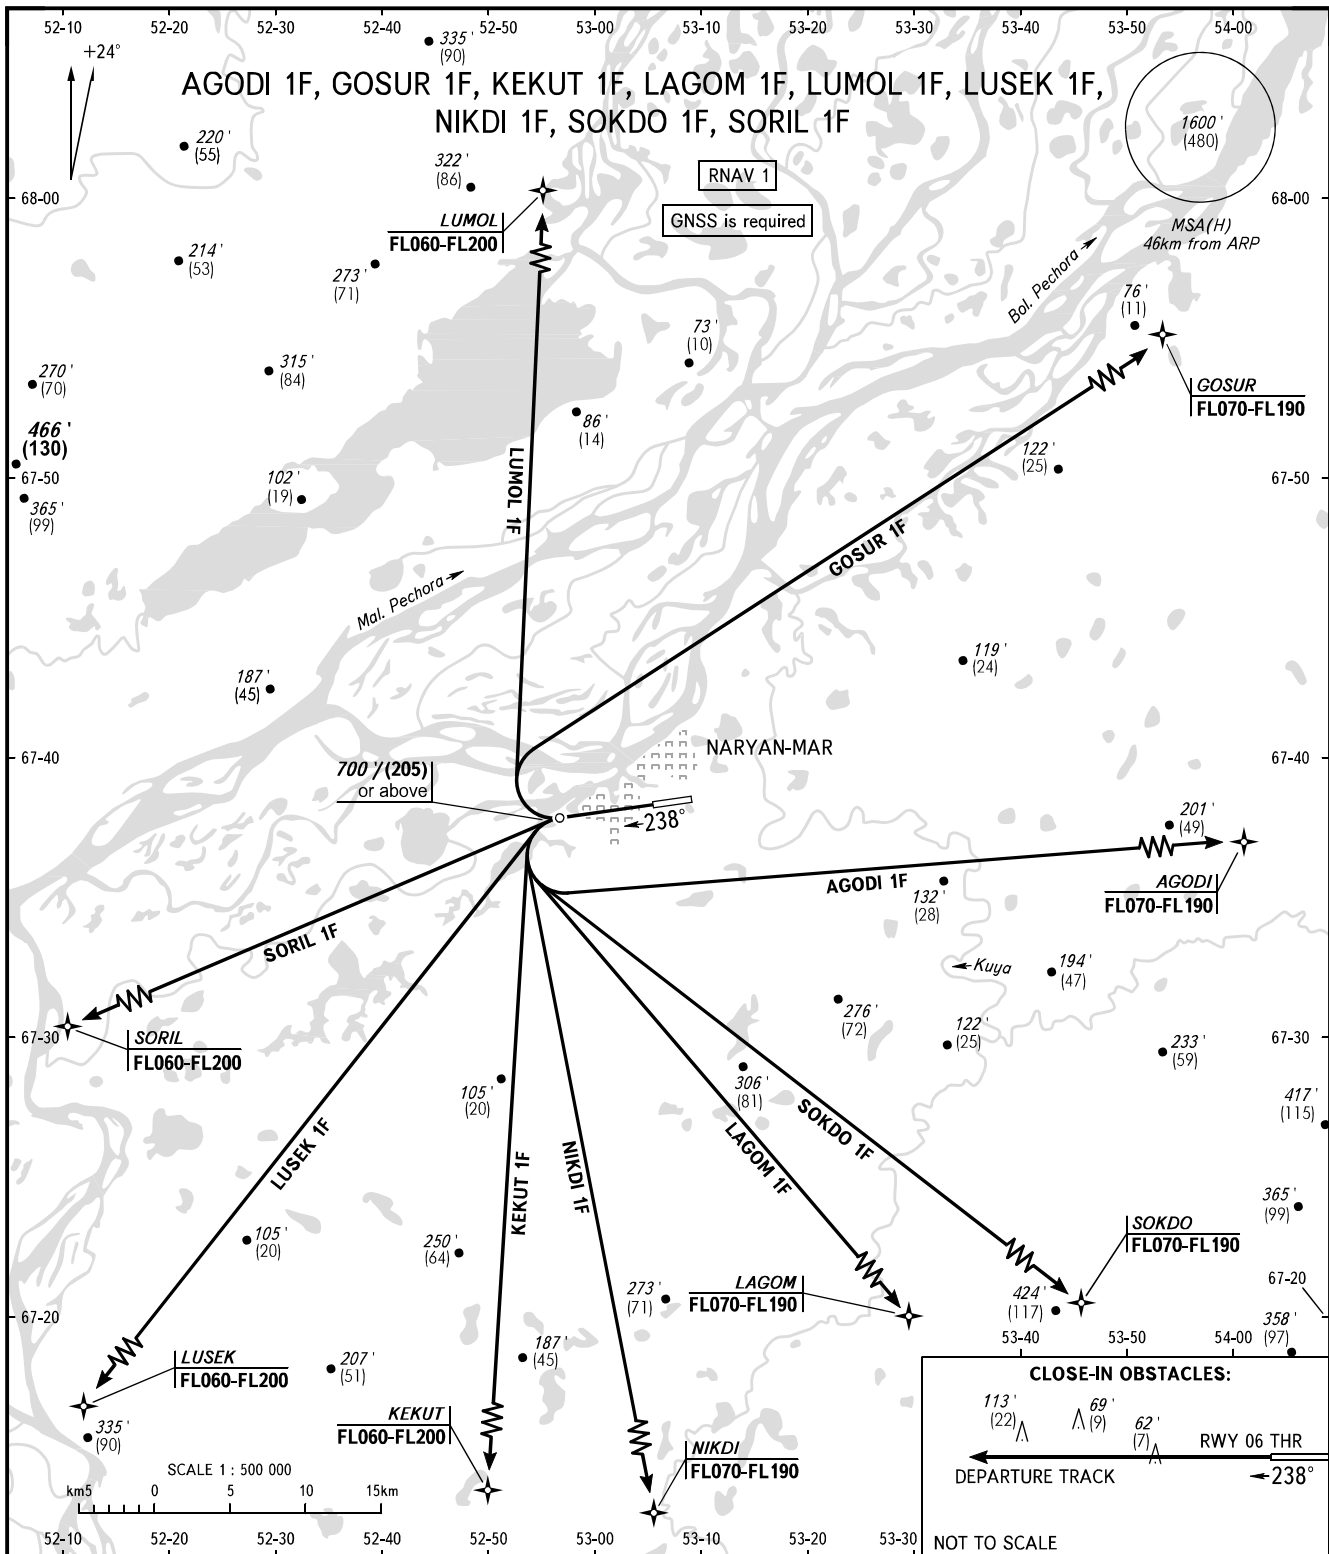 52-10 52-20 52-40 52-50 53-00 53-10 53-20 53-30 53-40 53-50 54-00
+24°
335'
(90)
AGODI 1F, GOSUR 1F, KEKUT 1F, LAGOM 1F, LUMOL 1F, LUSEK 1F,
NIKDI 1F, SOKDO 1F, SORIL 1F
1600'
(480)
220'
(55)
322'
(86)
RNAV 1
68-00
68-00
LUMOL
FL060-FL200
GNSS is required
MSA(H)
46km from ARP
214'
(53)
273'
(71)
Bol. Pechora
76'
(11)
73'
(10)
315'
(84)
270'
(70)
GOSUR
FL070-FL190
86'
(14)
466'
(130)
122'
(25)
67-50
67-50
102'
(19)
365'
(99)
LUMOL 1F
GOSUR 1F
Mal. Pechora
119'
(24)
187'
(45)
67-40
67-40
NARYAN-MAR
700'/(205)
or above
238°
201'
(49)
AGODI 1F
132'
(28)
AGODI
FL070-FL190
SORIL 1F
Kuya
194'
(47)
276'
(72)
122'
(25)
67-30
67-30
SORIL
FL060-FL200
233'
(59)
306'
(81)
105'
(20)
417'
(115)
LUSEK 1F
KEKUT 1F
NIKDI 1F
LAGOM 1F
SOKDO 1F
365'
(99)
105'
(20)
250'
(64)
SOKDO
FL070-FL190
273'
(71)
LAGOM
FL070-FL190
424'
(117)
67-20
67-20
358'
(97)
53-40 53-50 54-00
187'
(45)
207'
(51)
LUSEK
FL060-FL200
335'
(90)
KEKUT
FL060-FL200
NIKDI
FL070-FL190
CLOSE-IN OBSTACLES:
113'
(22)
69'
(9)
62'
(7)
RWY 06 THR
DEPARTURE TRACK
238°
NOT TO SCALE
SCALE 1 : 500 000
km5 0 5 10 15km
52-10 52-20 52-40 52-50 53-00 53-10 53-20 53-30